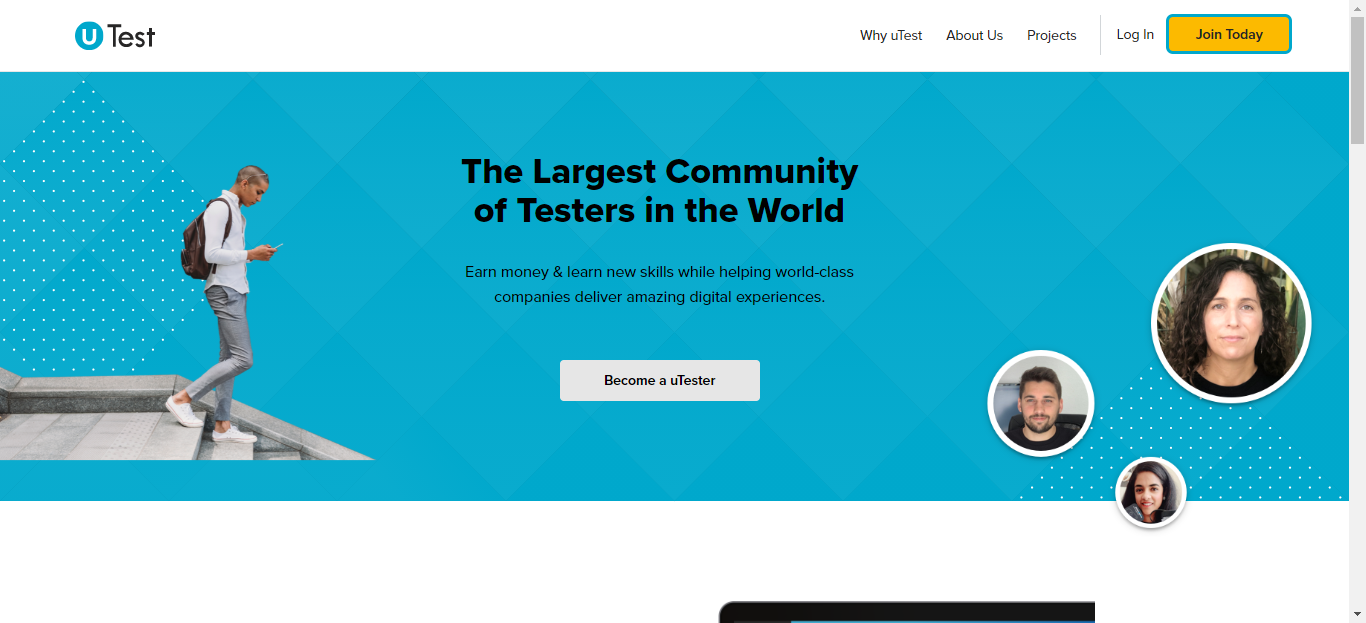 uTest
Why uTest
About Us
Projects
Log In
Join Today
The Largest Community
of Testers in the World
Earn money & learn new skills while helping world-class
companies deliver amazing digital experiences.
Become a uTester